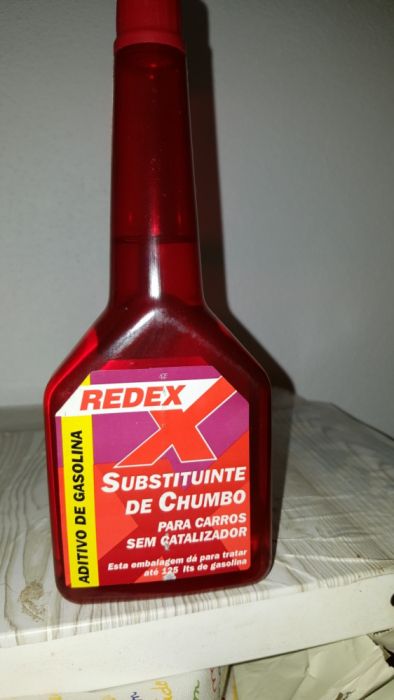 REDEX
X
ADITIVO DE GASOLINA
SUBSTITUINTE
DE CHUMBO
PARA CARROS
SEM CATALIZADOR
Esta embalagem dá para tratar
até 125 lts de gasolina